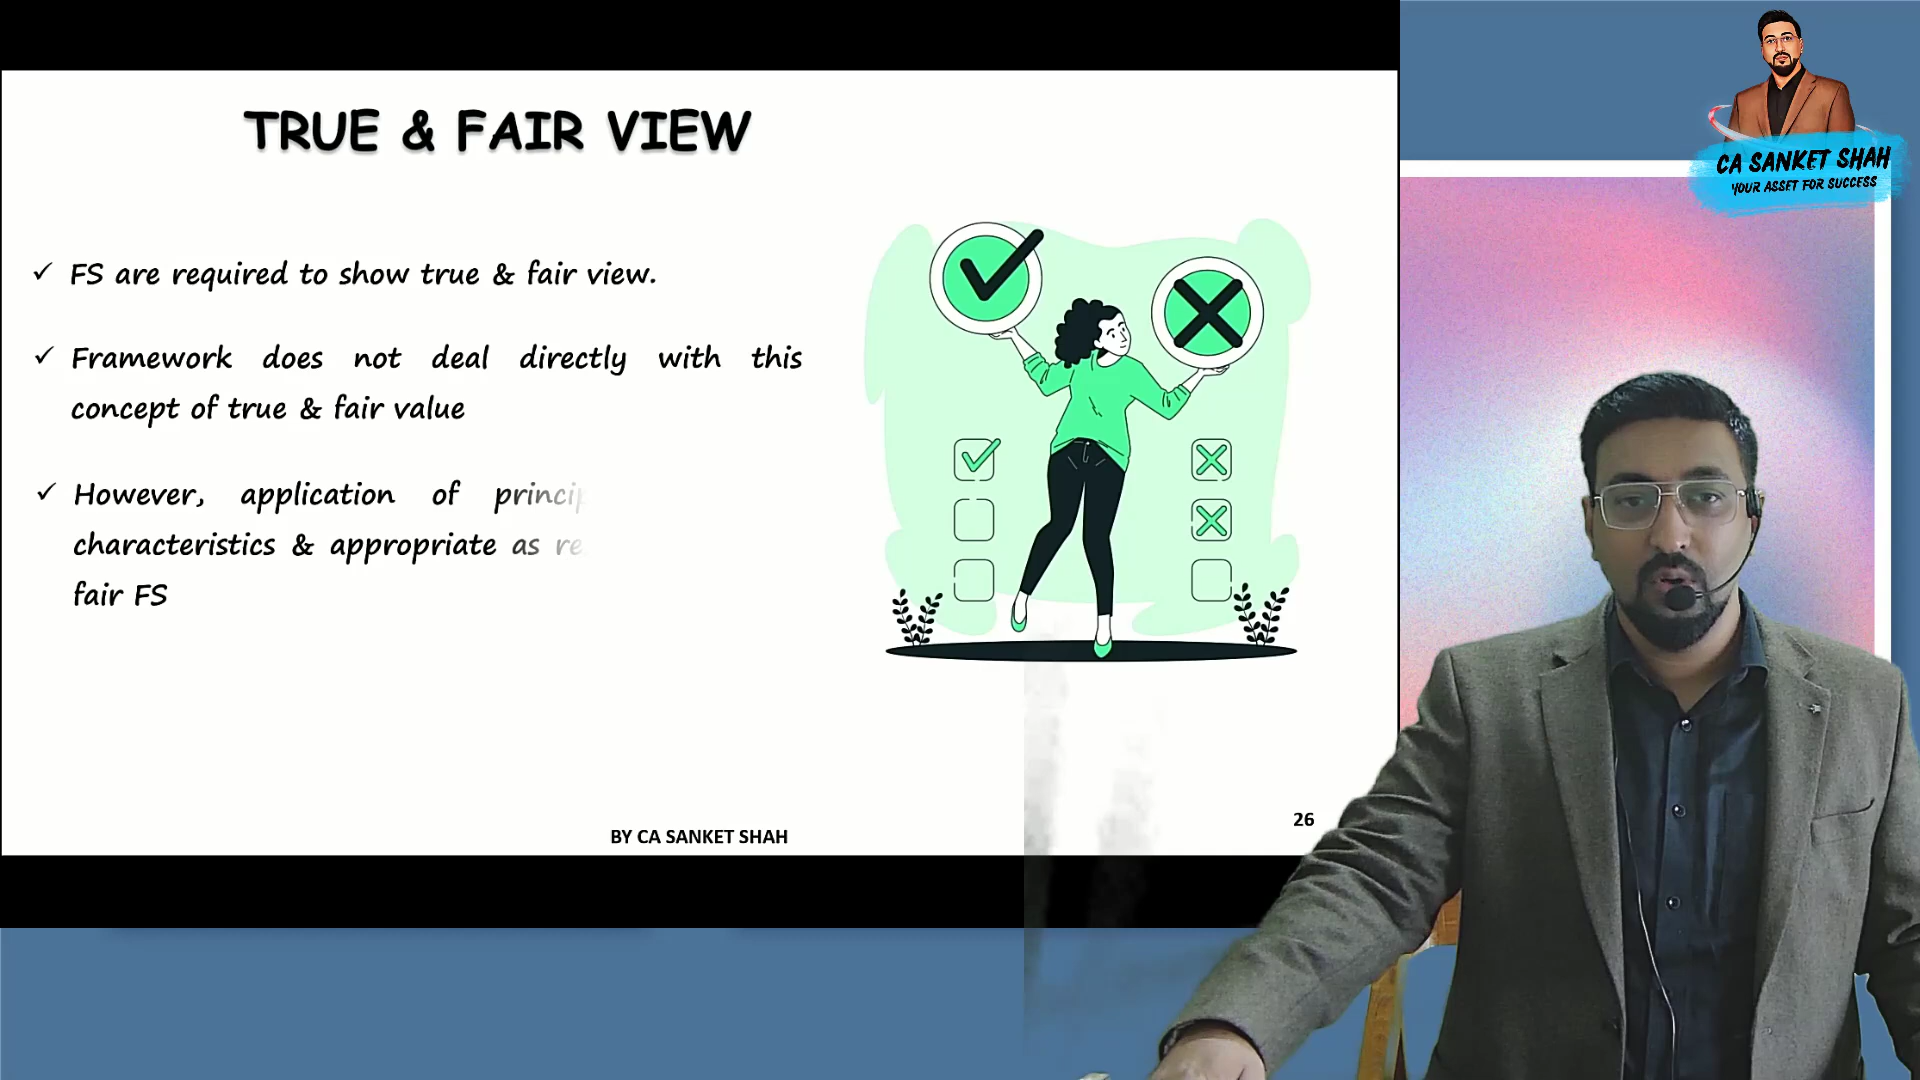 TRUE & FAIR VIEW
✓ FS are required to show true & fair view.
✓ Framework does not deal directly with this
concept of true & fair value
✓ However, application of
characteristics & appropriate as
fair FS
BY CA SANKET SHAH
26
CA SANKET SHAH
YOUR ASSET FOR SUCCESS